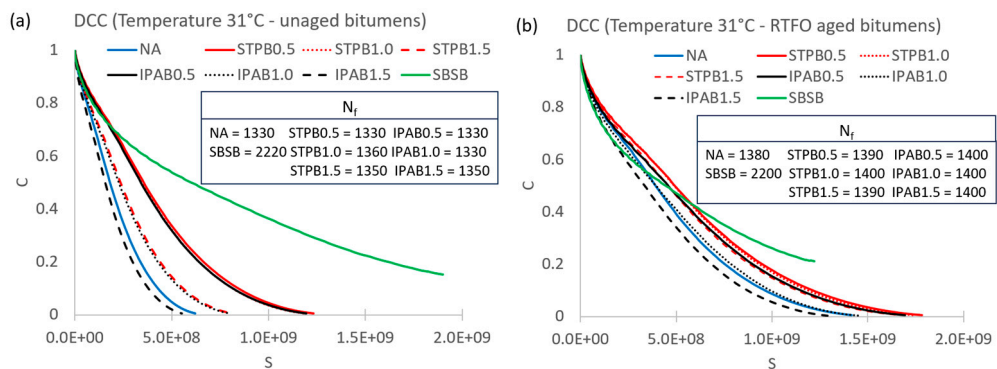 (a) DCC (Temperature 31°C - unaged bitumens)
NA STPB0.5 STPB1.0 STPB1.5
IPAB0.5 IPAB1.0 IPAB1.5 SBSB
Nf
NA = 1330 STPB0.5 = 1330 IPAB0.5 = 1330
SBSB = 2220 STPB1.0 = 1360 IPAB1.0 = 1330
STPB1.5 = 1350 IPAB1.5 = 1350
1
0.8
0.6
0.4
0.2
0
C
0.0E+00 5.0E+08 1.0E+09 1.5E+09 2.0E+09
S
(b) DCC (Temperature 31°C - RTFO aged bitumens)
NA STPB0.5 STPB1.0
STPB1.5 IPAB0.5 IPAB1.0
IPAB1.5 SBSB
Nf
NA = 1380 STPB0.5 = 1390 IPAB0.5 = 1400
SBSB = 2200 STPB1.0 = 1400 IPAB1.0 = 1400
STPB1.5 = 1390 IPAB1.5 = 1400
1
0.8
0.6
0.4
0.2
0
C
0.0E+00 5.0E+08 1.0E+09 1.5E+09 2.0E+09
S